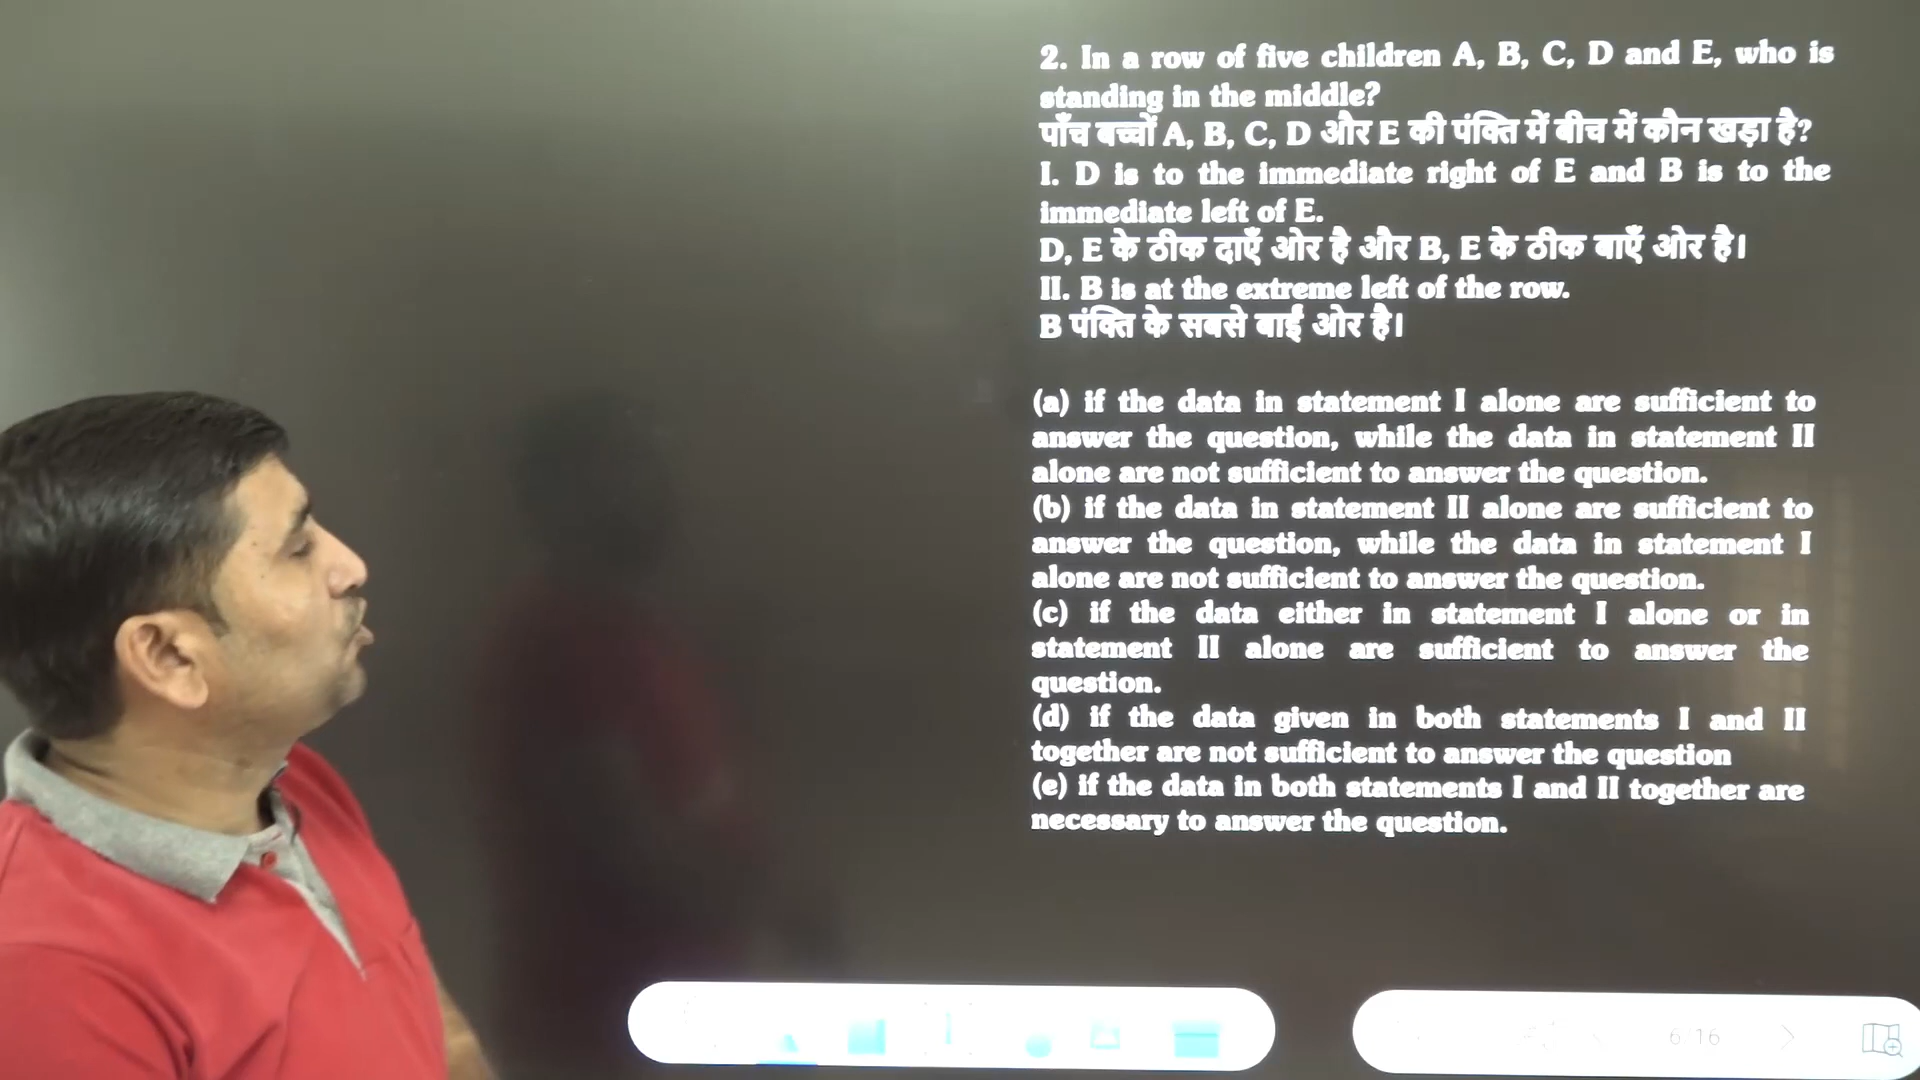 2. In a row of five children A, B, C, D and E, who is
standing in the middle?
पाँच बच्चों A, B, C, D और E की पंक्ति में बीच में कौन खड़ा है?
I. D is to the immediate right of E and B is to the
immediate left of E.
D, E के ठीक दाएँ ओर है और B, E के ठीक बाएँ ओर है।
II. B is at the extreme left of the row.
B पंक्ति के सबसे बाईं ओर है।
(a) if the data in statement I alone are sufficient to
answer the question, while the data in statement II
alone are not sufficient to answer the question.
(b) if the data in statement II alone are sufficient to
answer the question, while the data in statement I
alone are not sufficient to answer the question.
(c) if the data either in statement I alone or in
statement II alone are sufficient to answer the
question.
(d) if the data given in both statements I and II
together are not sufficient to answer the question
(e) if the data in both statements I and II together are
necessary to answer the question.
6/16